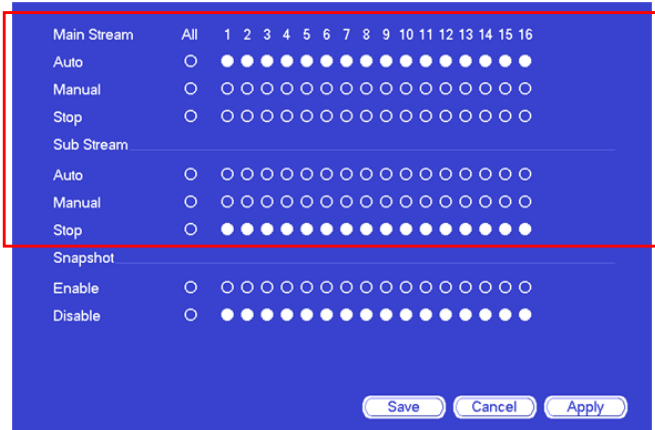 Main Stream All 1 2 3 4 5 6 7 8 9 10 11 12 13 14 15 16
Auto
Manual
Stop
Sub Stream
Auto
Manual
Stop
Snapshot
Enable
Disable
Save Cancel Apply